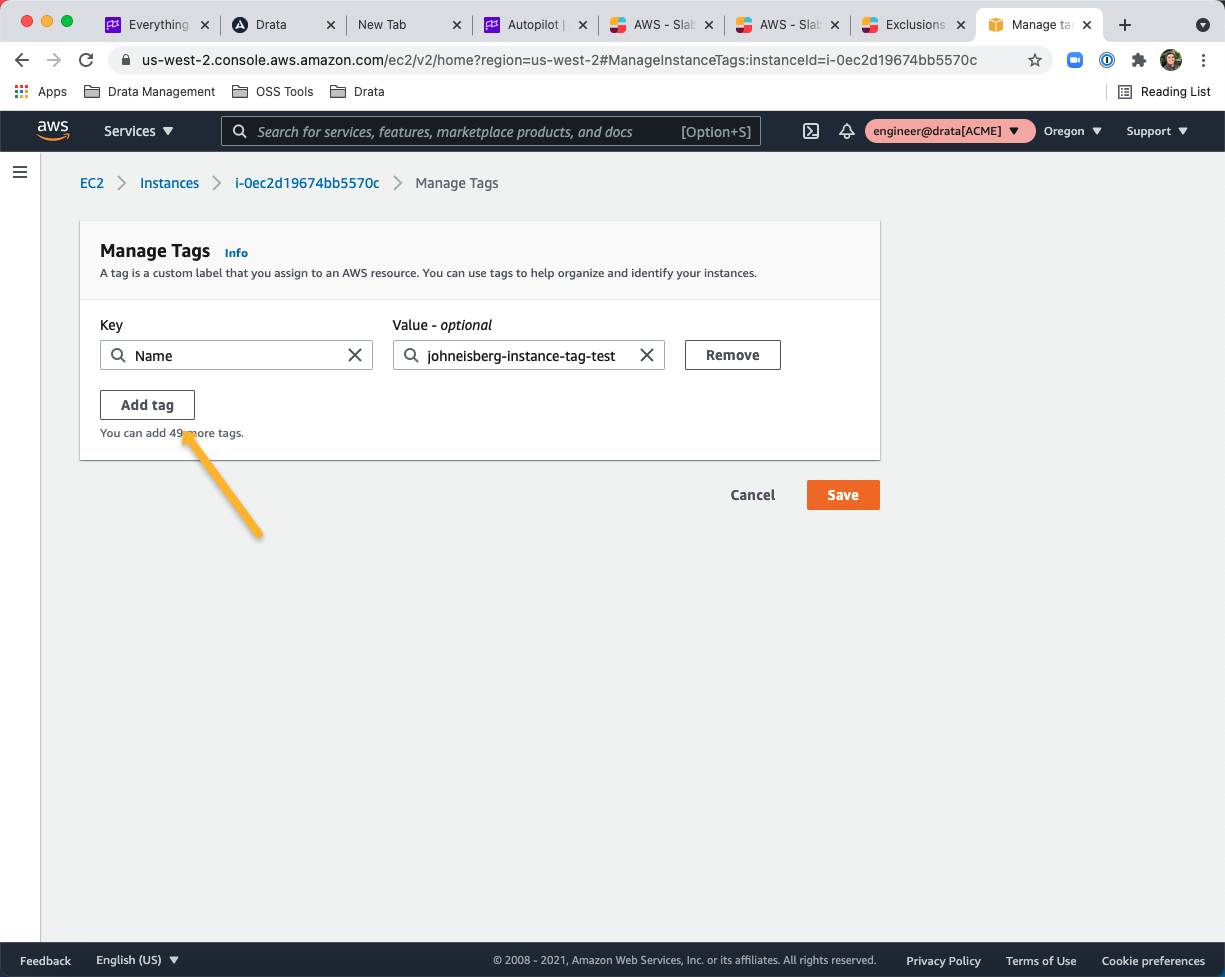 Everything
Drata
New Tab
Autopilot |
AWS - Slab
AWS - Slab
Exclusions
Manage tag
us-west-2.console.aws.amazon.com/ec2/v2/home?region=us-west-2#ManageInstanceTags:instanceId=i-0ec2d19674bb5570c
Apps Data Management OSS Tools Drata Reading List
aws Services Search for services, features, marketplace products, and docs [Option+S] engineer@drata[ACME] Oregon Support
EC2 Instances i-0ec2d19674bb5570c Manage Tags
Manage Tags Info
A tag is a custom label that you assign to an AWS resource. You can use tags to help organize and identify your instances.
Key Value - optional
Name johneisberg-instance-tag-test Remove
Add tag
You can add 49 more tags.
Cancel Save
Feedback English (US) © 2008 - 2021, Amazon Web Services, Inc. or its affiliates. All rights reserved. Privacy Policy Terms of Use Cookie preferences